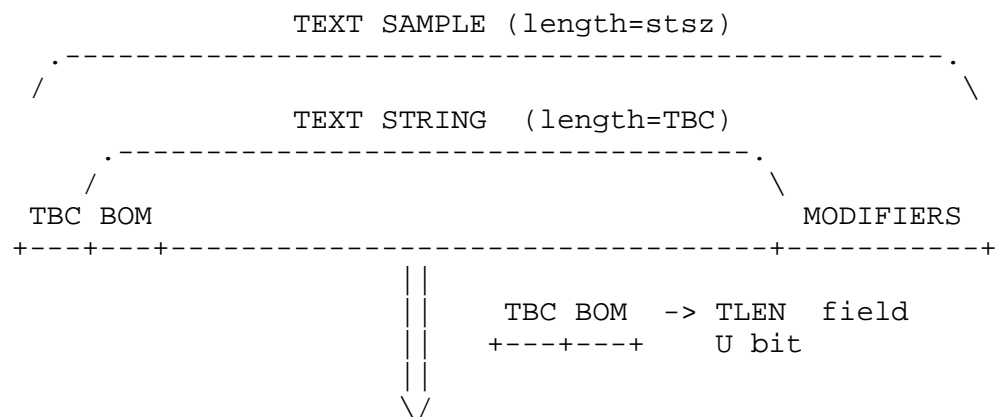 TEXT SAMPLE (length=stsz)
TEXT STRING  (length=TBC)
TBC BOM MODIFIERS
TBC BOM  -> TLEN  field
U bit